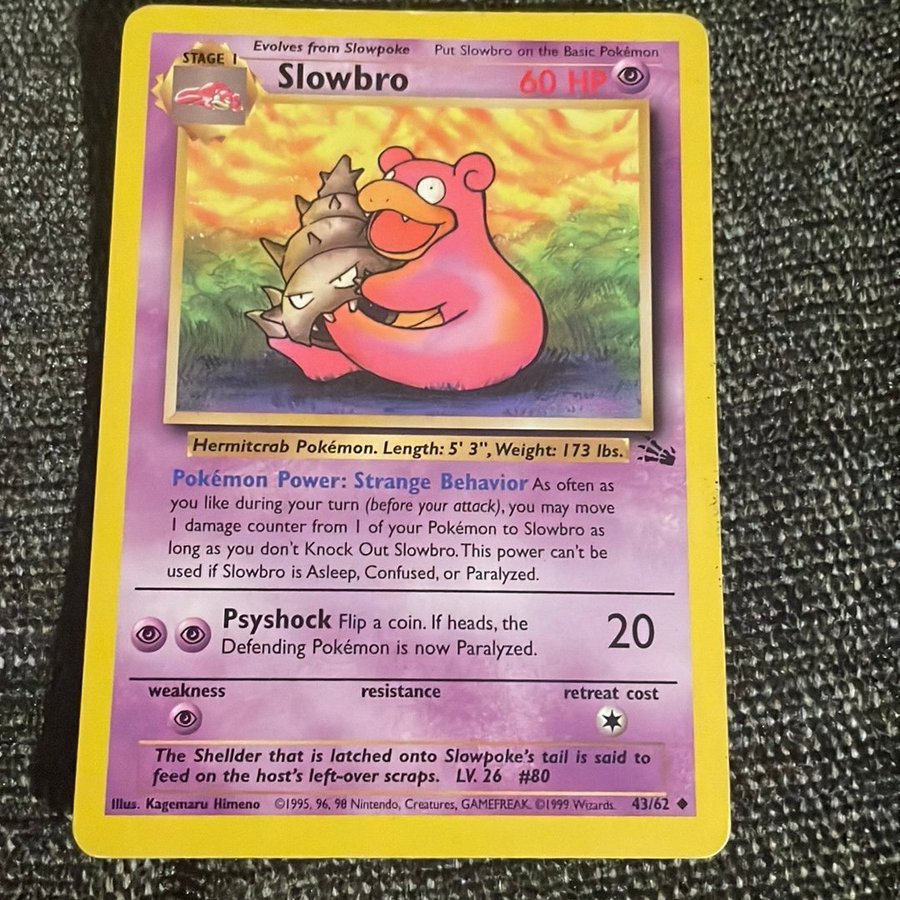 Evolves from Slowpoke Put Slowbro on the Basic Pokémon
STAGE 1
Slowbro 60 HP
Hermitcrab Pokémon. Length: 5' 3", Weight: 173 lbs.
Pokémon Power: Strange Behavior As often as
you like during your turn (before your attack), you may move
1 damage counter from 1 of your Pokémon to Slowbro as
long as you don't Knock Out Slowbro. This power can't be
used if Slowbro is Asleep, Confused, or Paralyzed.
Psyshock Flip a coin. If heads, the 20
Defending Pokémon is now Paralyzed.
weakness resistance retreat cost
The Shellder that is latched onto Slowpoke's tail is said to
feed on the host's left-over scraps. LV. 26 #80
Illus. Kagemaru Himeno ©1995, 96, 98 Nintendo, Creatures, GAMEFREAK. ©1999 Wizards. 43/62